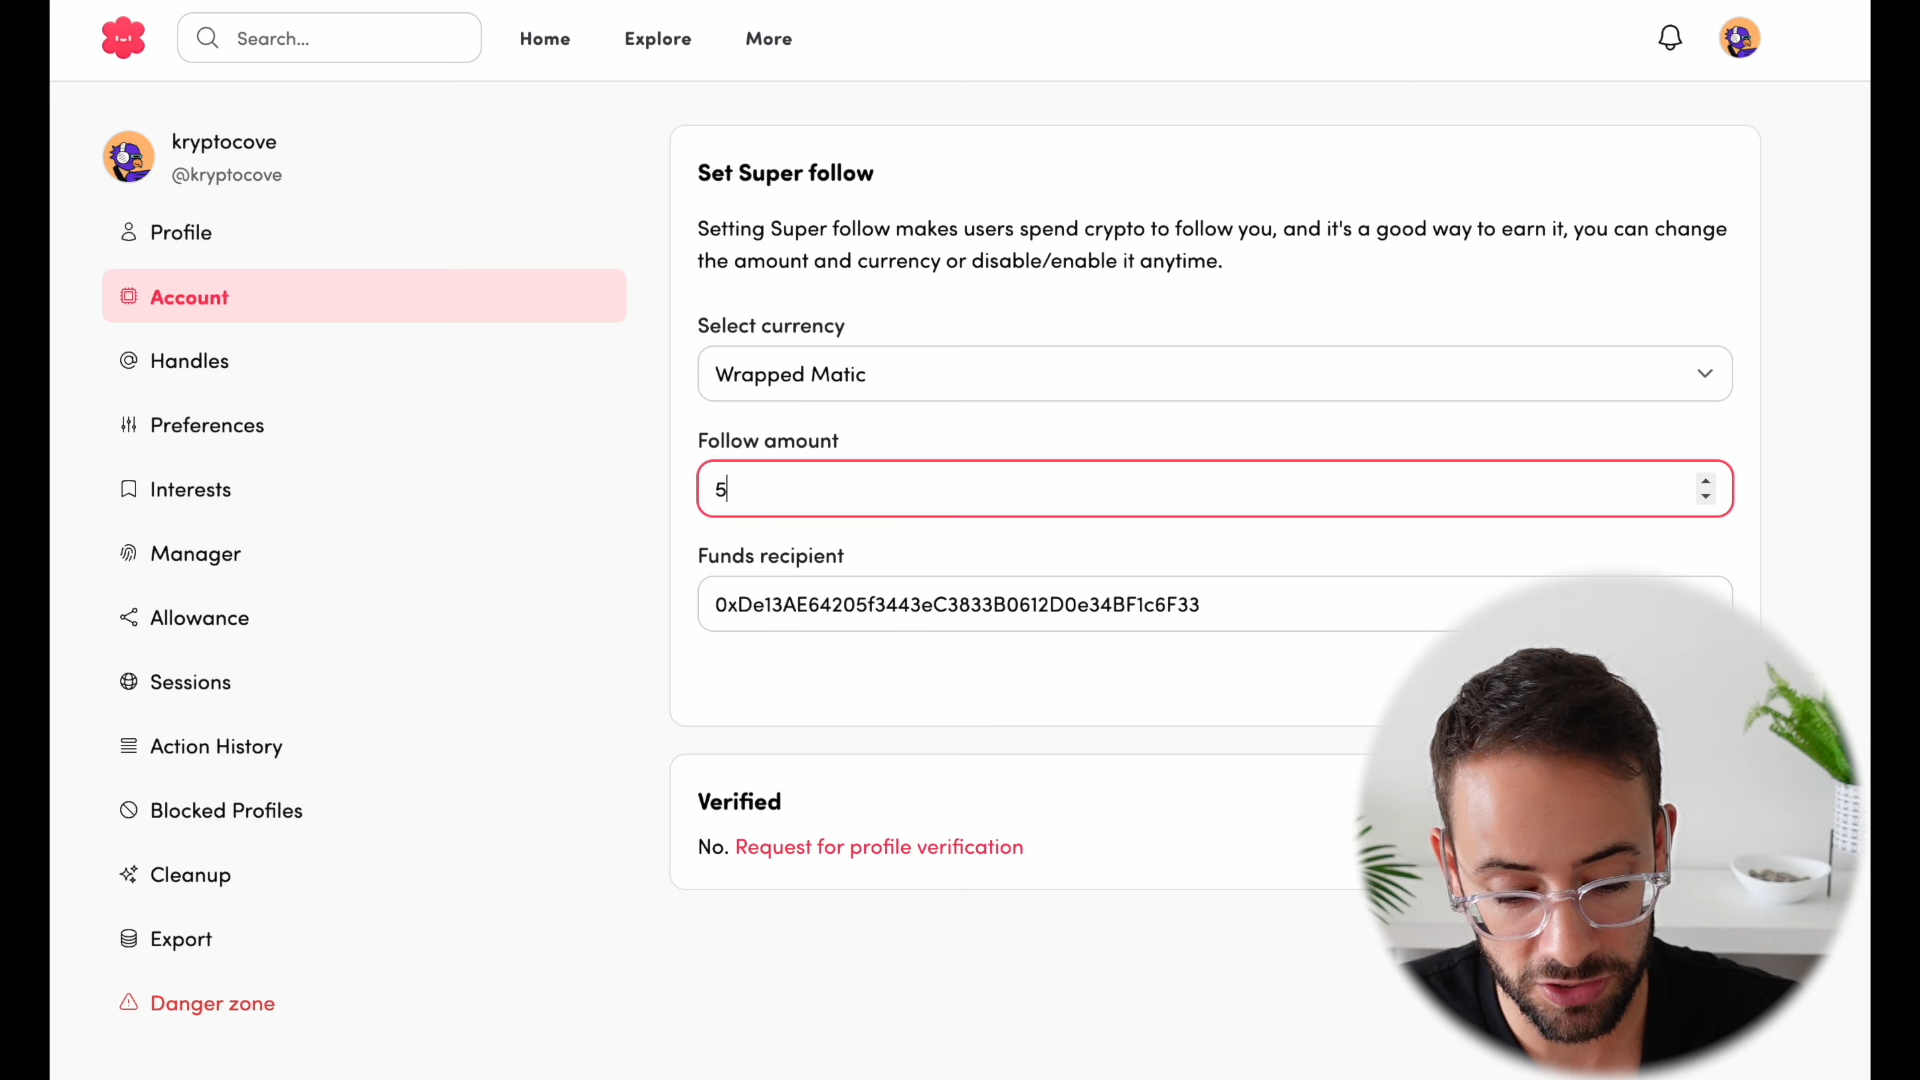 Search...
Home
Explore
More
kryptocove
@kryptocove
Profile
Account
Handles
Preferences
Interests
Manager
Allowance
Sessions
Action History
Blocked Profiles
Cleanup
Export
Danger zone
Set Super follow
Setting Super follow makes users spend crypto to follow you, and it's a good way to earn it, you can change
the amount and currency or disable/enable it anytime.
Select currency
Wrapped Matic
Follow amount
5
Funds recipient
0xDe13AE64205f3443eC3833B0612D0e34BF1c6F33
Verified
No. Request for profile verification